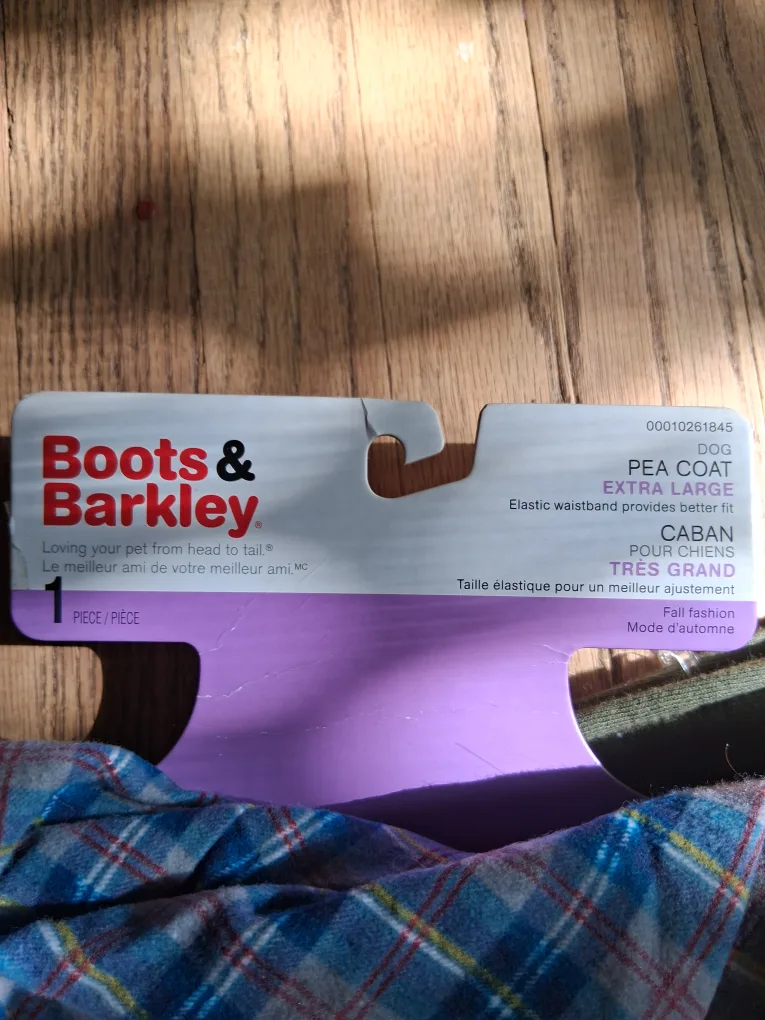 Boots &
Barkley®
Loving your pet from head to tail.®
Le meilleur ami de votre meilleur ami.MC
1 PIECE / PIÈCE
00010261845
DOG
PEA COAT
EXTRA LARGE
Elastic waistband provides better fit
CABAN
POUR CHIENS
TRÈS GRAND
Taille élastique pour un meilleur ajustement
Fall fashion
Mode d'automne